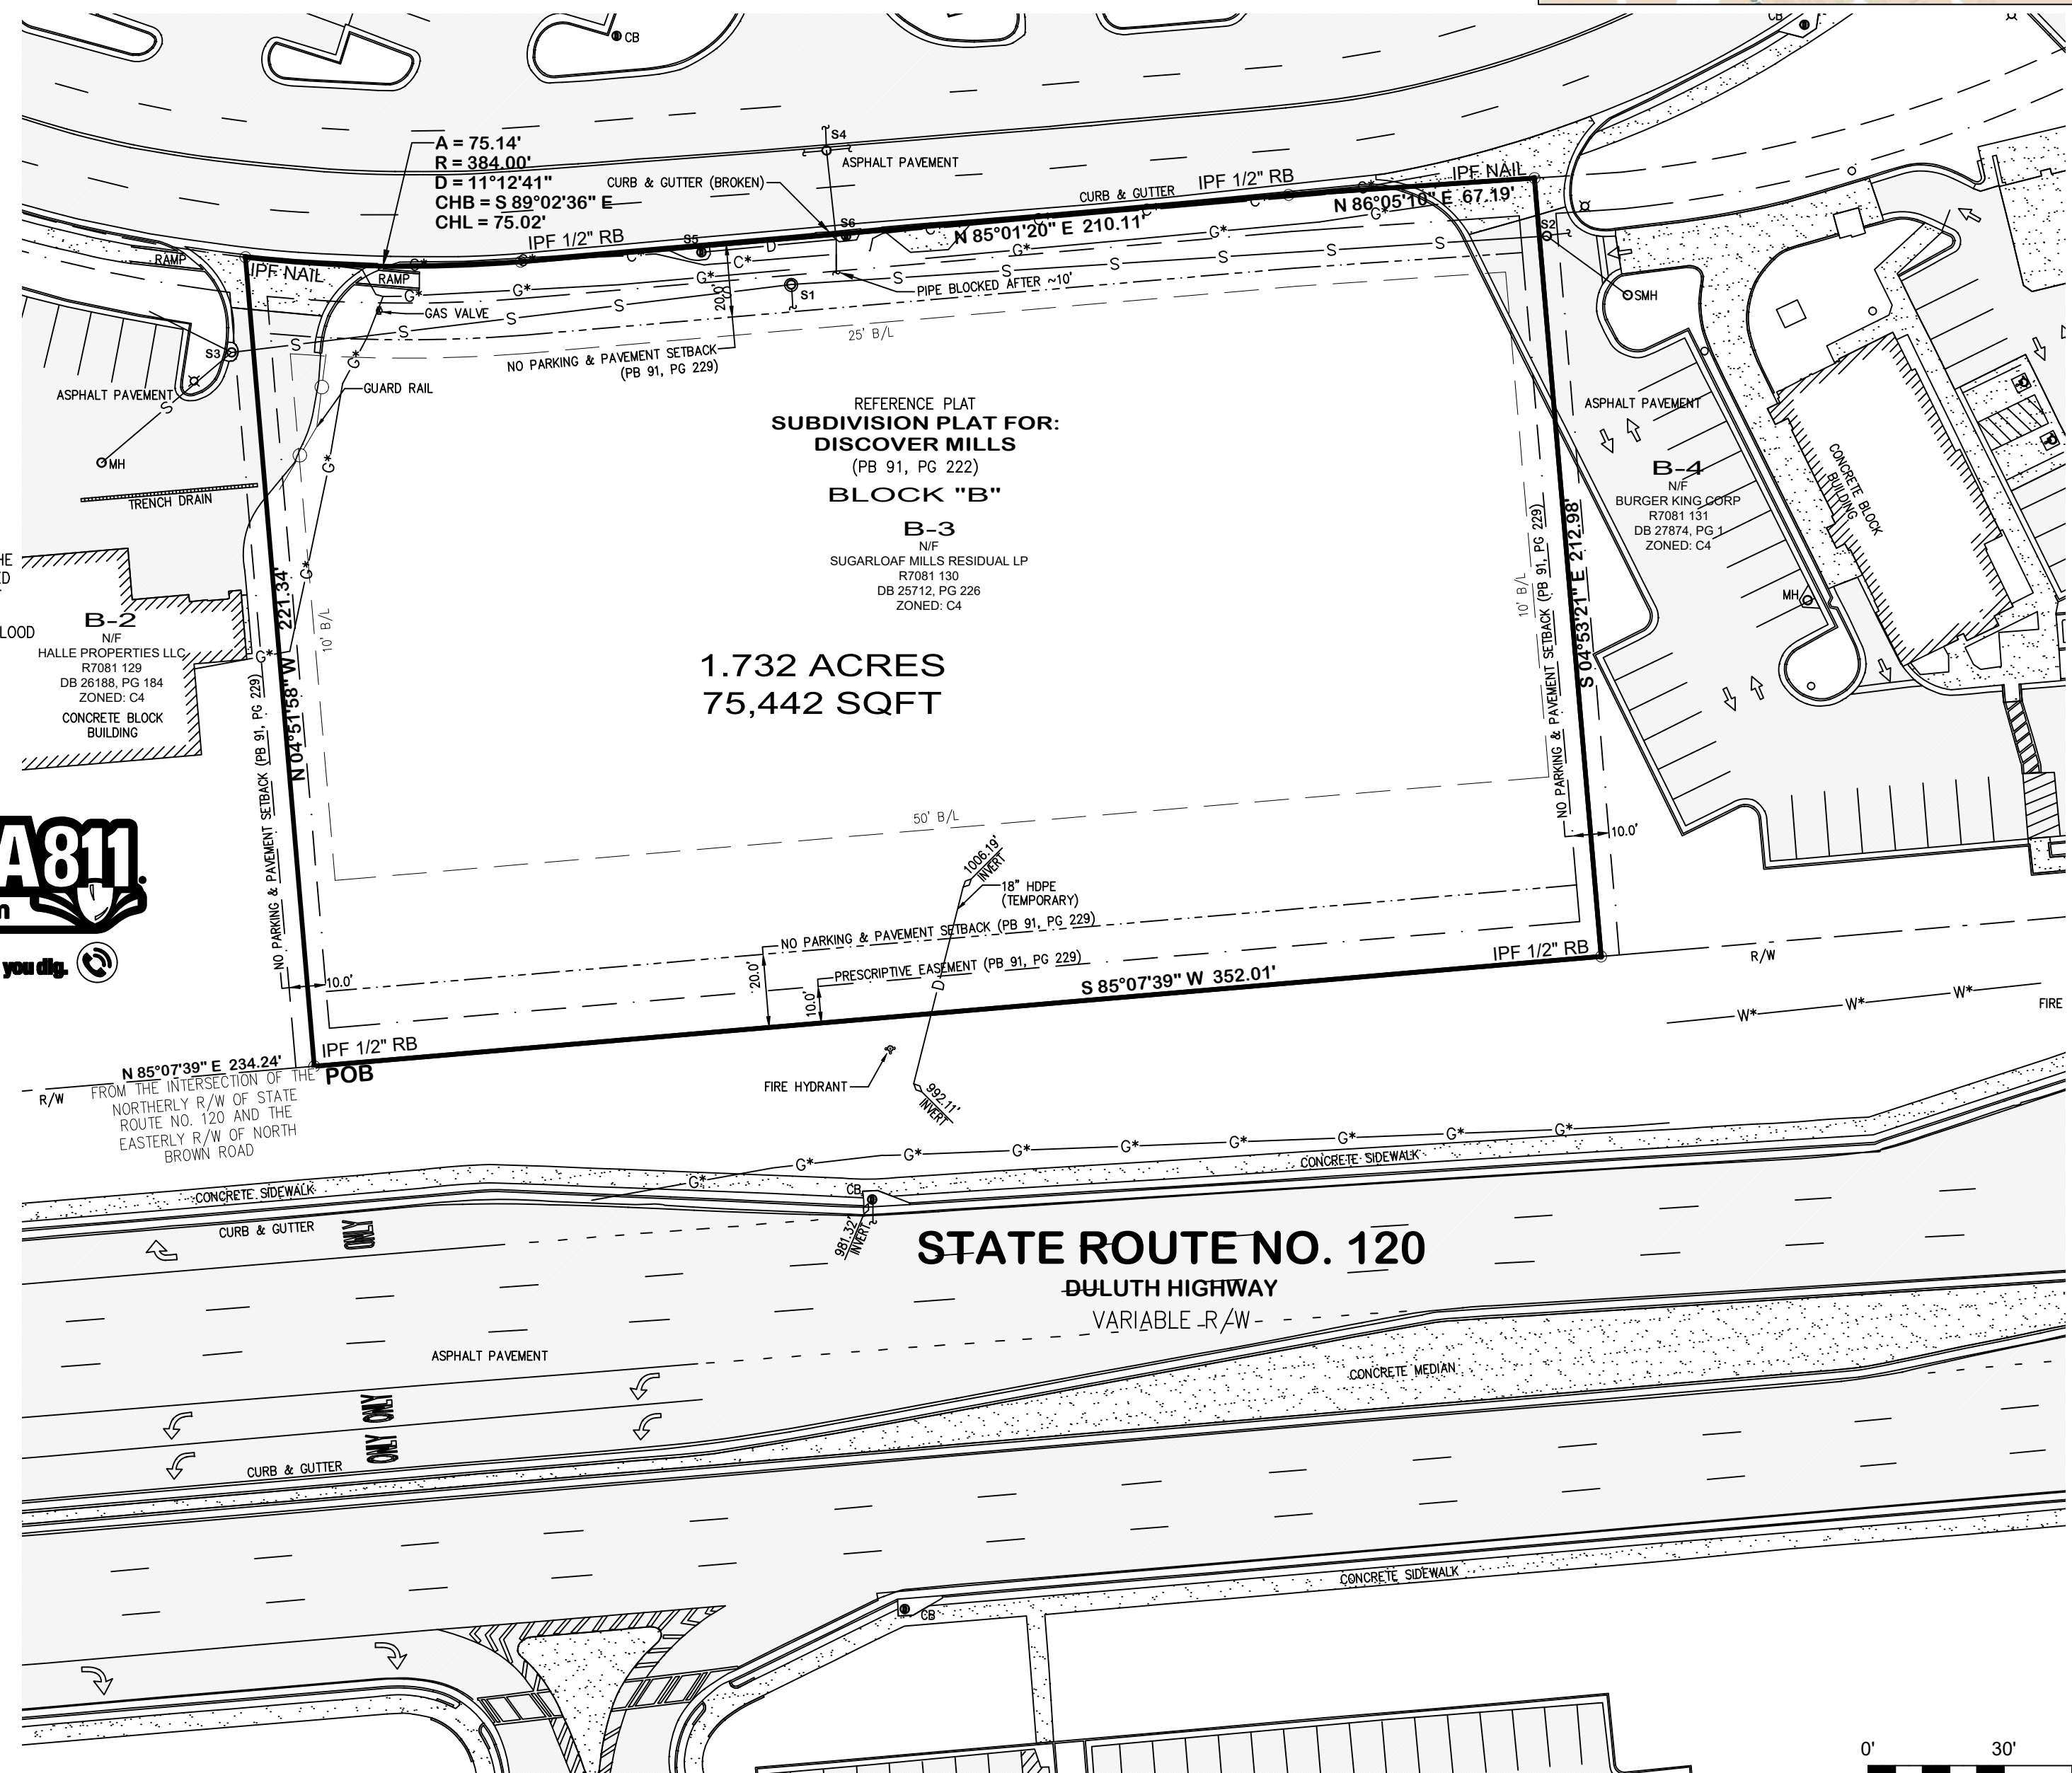 CB
CB
A = 75.14'
R = 384.00'
D = 11°12'41"
CHB = S 89°02'36" E
CHL = 75.02'
S4
ASPHALT PAVEMENT
CURB & GUTTER (BROKEN)
CURB & GUTTER
IPF 1/2" RB
IPF NAIL
N 86°05'10" E 67.19'
N 85°01'20" E 210.11'
IPF 1/2" RB
S5
S6
S2
RAMP
IPF NAIL
RAMP
S1
PIPE BLOCKED AFTER ~10'
GAS VALVE
20.0'
25' B/L
NO PARKING & PAVEMENT SETBACK
(PB 91, PG 229)
S3
SMH
ASPHALT PAVEMENT
GUARD RAIL
MH
TRENCH DRAIN
REFERENCE PLAT
SUBDIVISION PLAT FOR:
DISCOVER MILLS
(PB 91, PG 222)
BLOCK "B"
B-3
N/F
SUGARLOAF MILLS RESIDUAL LP
R7081 130
DB 25712, PG 226
ZONED: C4
1.732 ACRES
75,442 SQFT
ASPHALT PAVEMENT
B-4
N/F
BURGER KING CORP
R7081 131
DB 27874, PG 1
ZONED: C4
CONCRETE BLOCK
BUILDING
MH
HE
ED
LOOD
B-2
N/F
HALLE PROPERTIES LLC
R7081 129
DB 26188, PG 184
ZONED: C4
CONCRETE BLOCK
BUILDING
N 04°51'58" W 221.34'
10' B/L
NO PARKING & PAVEMENT SETBACK (PB 91, PG 229)
10' B/L
NO PARKING & PAVEMENT SETBACK (PB 91, PG 229)
S 04°53'21" E 212.98'
10.0'
A811.
you dig.
50' B/L
1006.19'
INVERT
18" HDPE
(TEMPORARY)
NO PARKING & PAVEMENT SETBACK (PB 91, PG 229)
PRESCRIPTIVE EASEMENT (PB 91, PG 229)
20.0'
10.0'
10.0'
D
S 85°07'39" W 352.01'
IPF 1/2" RB
R/W
W* W* W*
FIRE
IPF 1/2" RB
POB
N 85°07'39" E 234.24'
R/W
FROM THE INTERSECTION OF THE
NORTHERLY R/W OF STATE
ROUTE NO. 120 AND THE
EASTERLY R/W OF NORTH
BROWN ROAD
FIRE HYDRANT
992.11'
INVERT
G* G* G* G* G* G* G* G* G*
CONCRETE SIDEWALK
CONCRETE SIDEWALK
CURB & GUTTER
ONLY
CB
981.32'
INVERT
STATE ROUTE NO. 120
DULUTH HIGHWAY
VARIABLE R/W
ASPHALT PAVEMENT
CONCRETE MEDIAN
ONLY
ONLY
CURB & GUTTER
CONCRETE SIDEWALK
CB
0' 30'